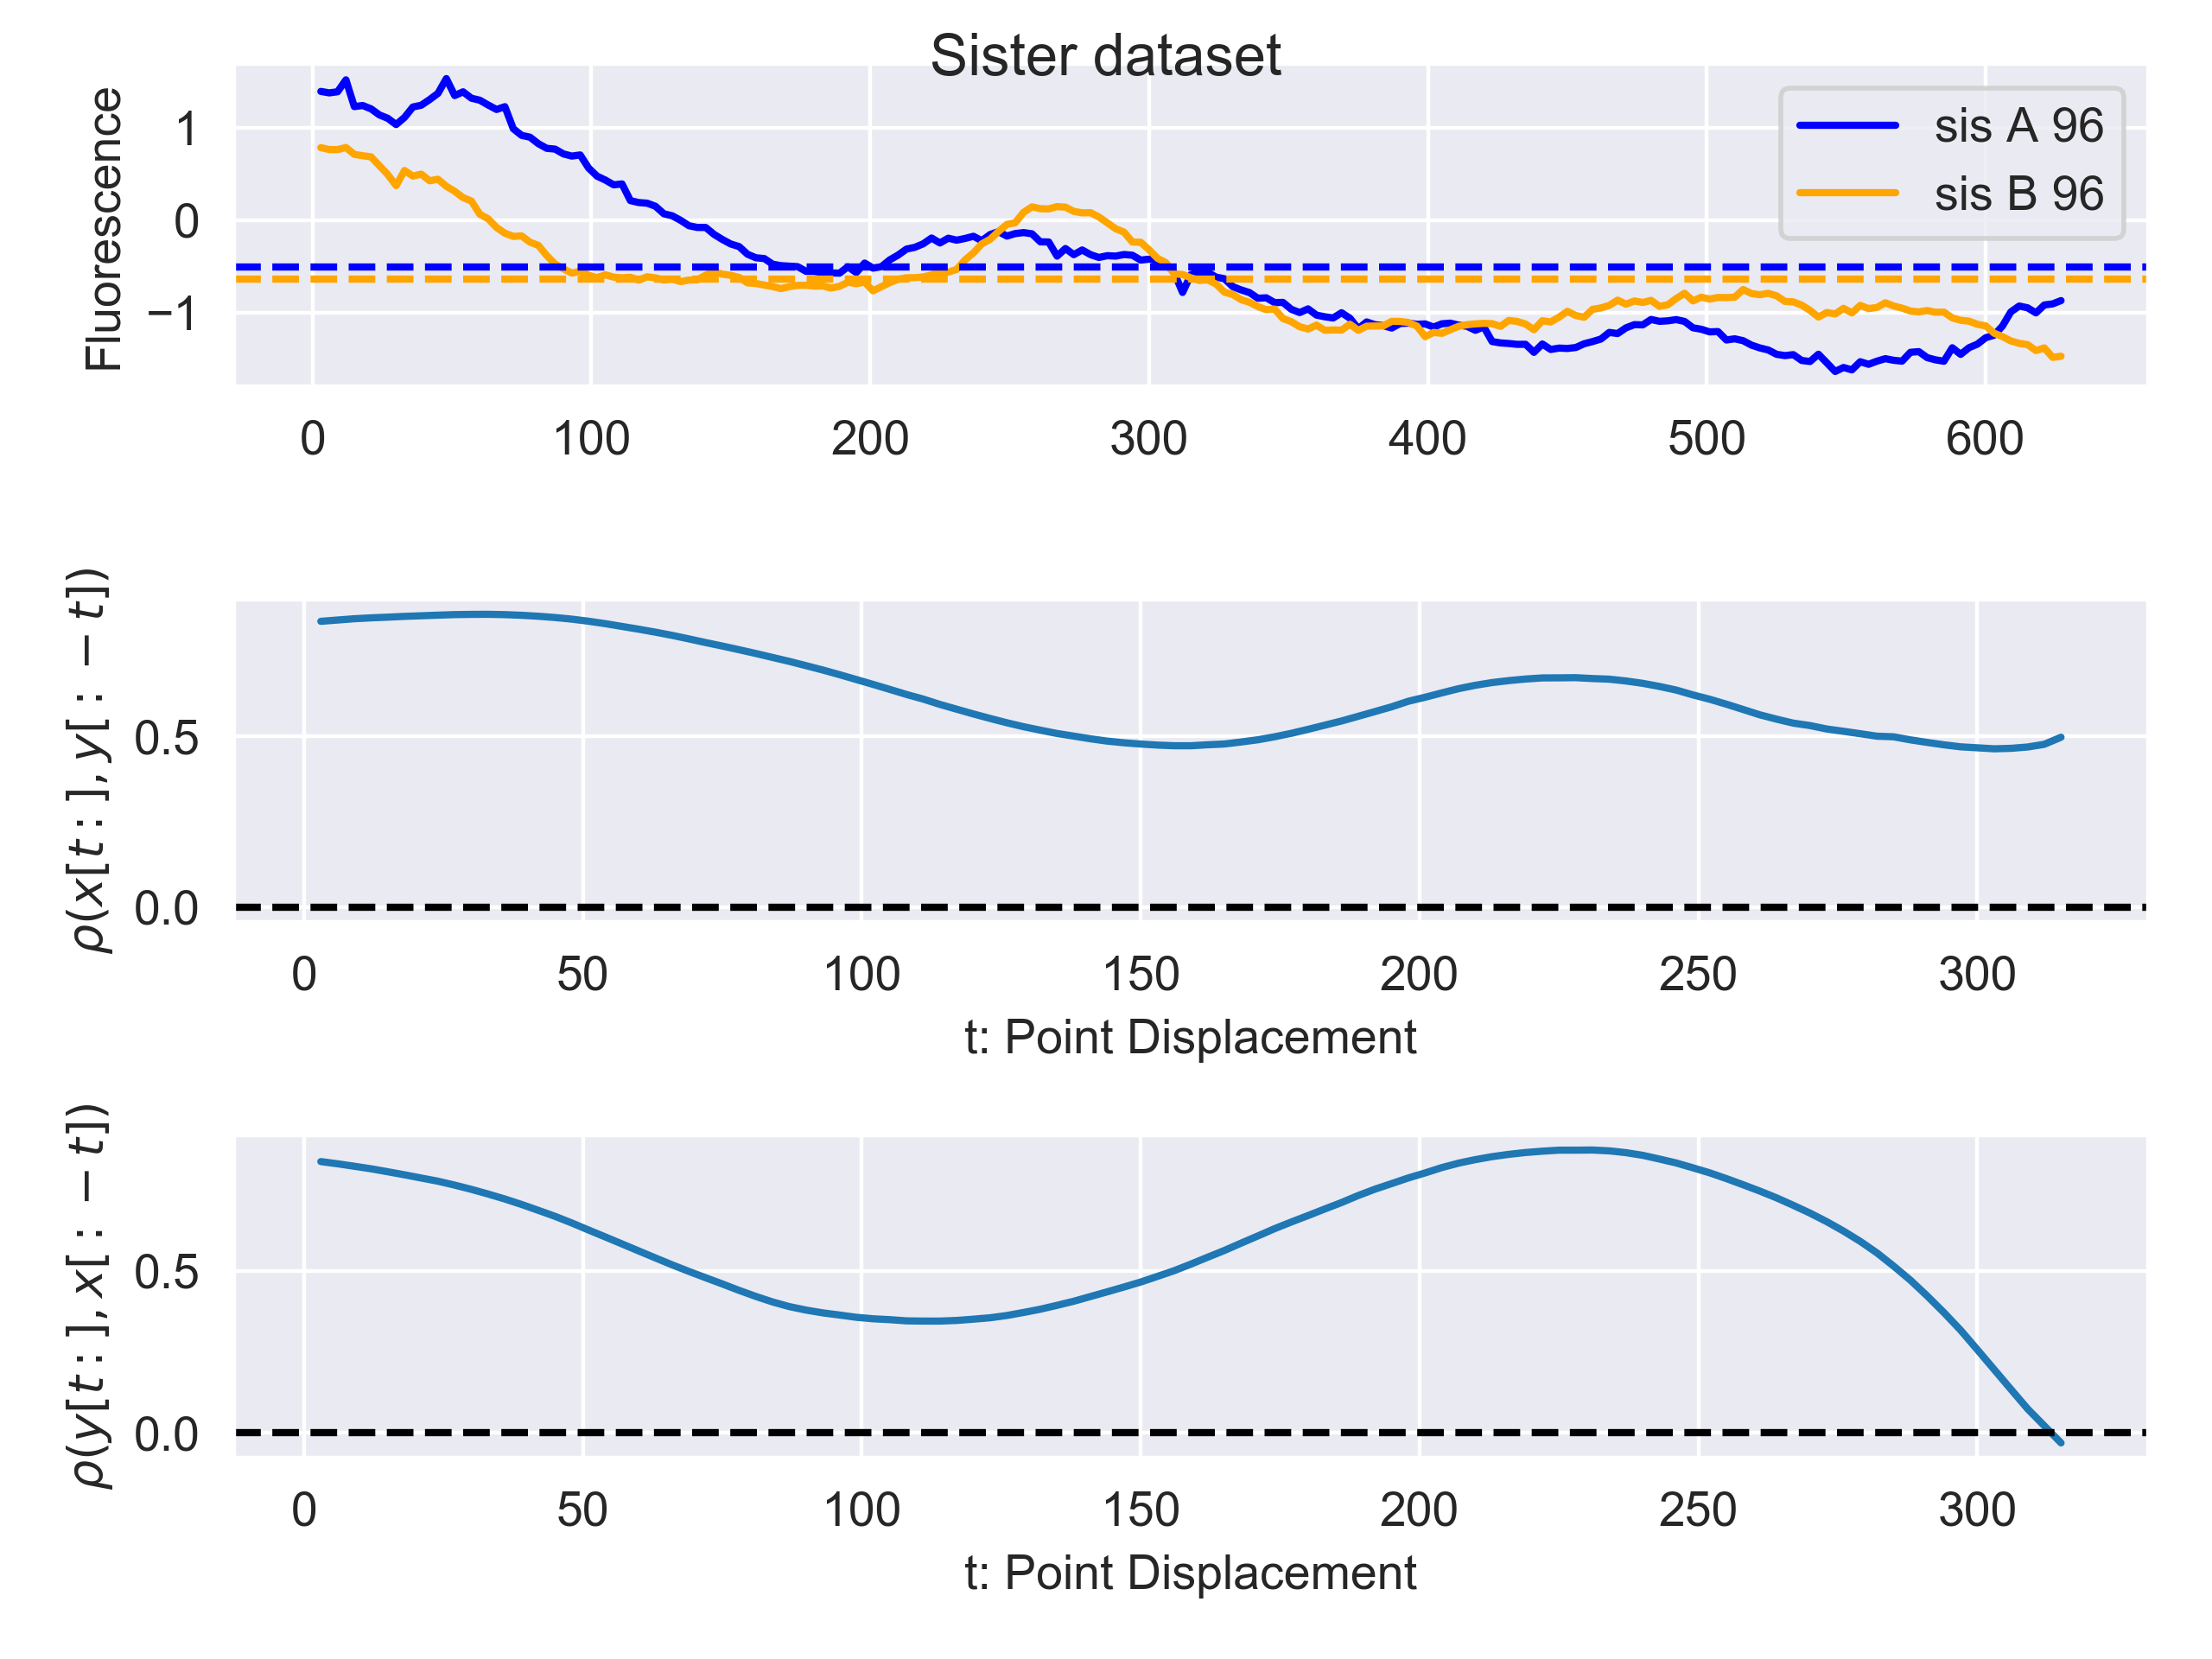 Sister dataset
Fluorescence
1
0
−1
sis A 96
sis B 96
0 100 200 300 400 500 600
ρ(x[t:],y[:−t])
0.5
0.0
0 50 100 150 200 250 300
t: Point Displacement
ρ(y[t:],x[:−t])
0.5
0.0
0 50 100 150 200 250 300
t: Point Displacement